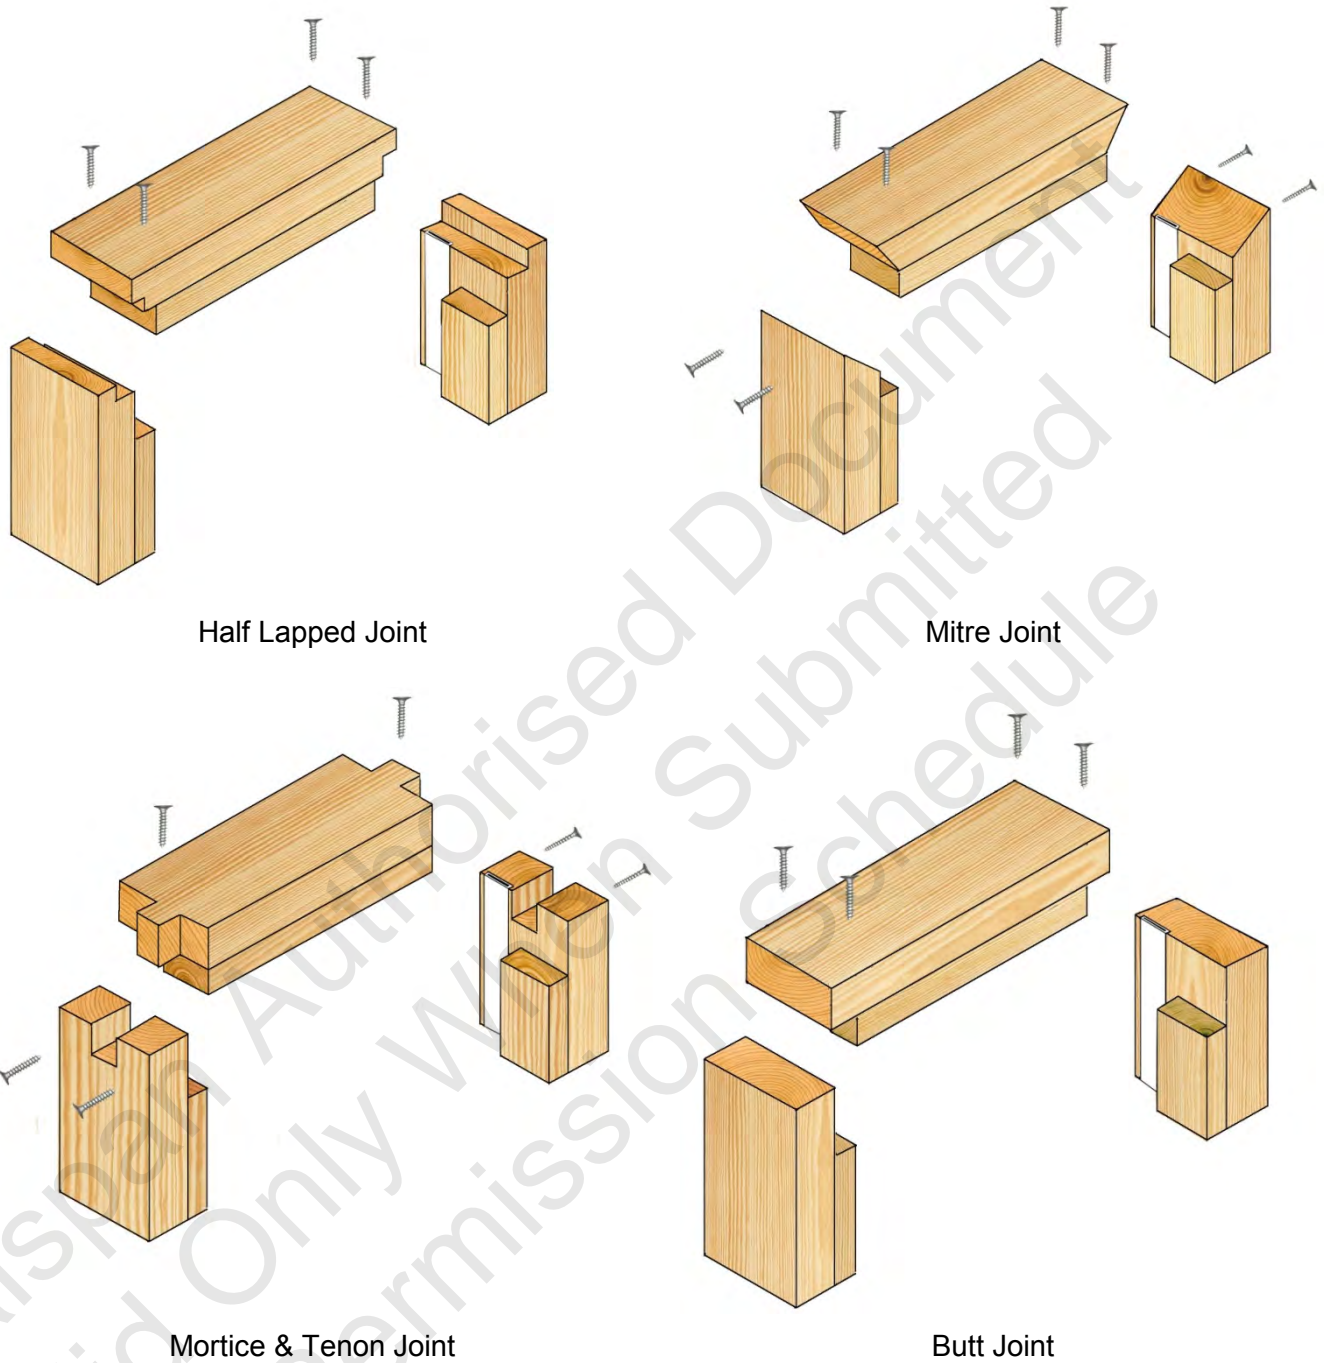 Half Lapped Joint
Mitre Joint
Mortice & Tenon Joint
Butt Joint
Authorised Document
Only When Submitted
Permission Schedule